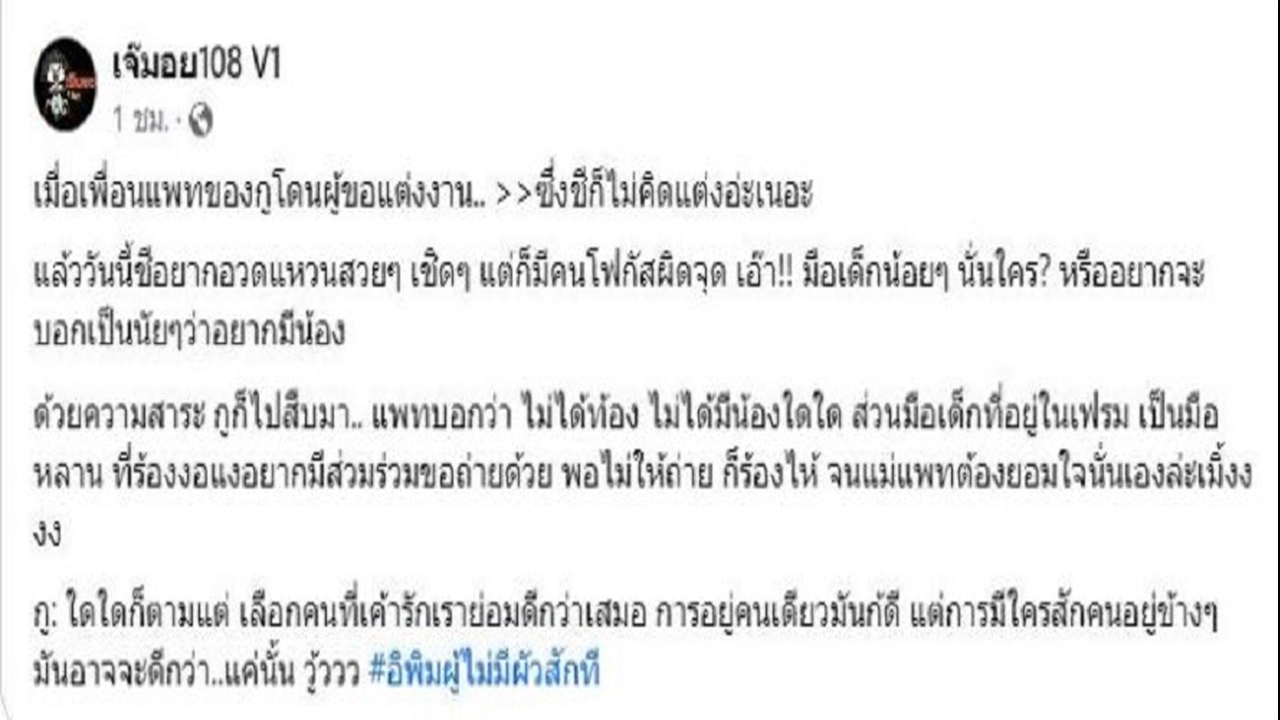 เจ๊มอย108 V1
1 ชม. ·
เมื่อเพื่อนแพทของกูโดนผู้ขอแต่งงาน.. >>ซึ่งชีก็ไม่คิดแต่งอ่ะเนอะ
แล้ววันนี้ชีอยากอวดแหวนสวยๆ เชิดๆ แต่ก็มีคนโฟกัสผิดจุด เอ๊า!! มือเด็กน้อยๆ นั่นใคร? หรืออยากจะ
บอกเป็นนัยๆว่าอยากมีน้อง
ด้วยความสาระ กูก็ไปสืบมา.. แพทบอกว่า ไม่ได้ท้อง ไม่ได้มีน้องใดใด ส่วนมือเด็กที่อยู่ในเฟรม เป็นมือ
หลาน ที่ร้องงอแงอยากมีส่วมร่วมขอถ่ายด้วย พอไม่ให้ถ่าย ก็ร้องไห้ จนแม่แพทต้องยอมใจนั่นเองล่ะเมิ้งง
งง
กู: ใดใดก็ตามแต่ เลือกคนที่เค้ารักเราย่อมดีกว่าเสมอ การอยู่คนเดียวมันก้ดี แต่การมีใครสักคนอยู่ข้างๆ
มันอาจจะดีกว่า..แค่นั้น วู้ววว #อิพิมผู้ไม่มีผัวสักที